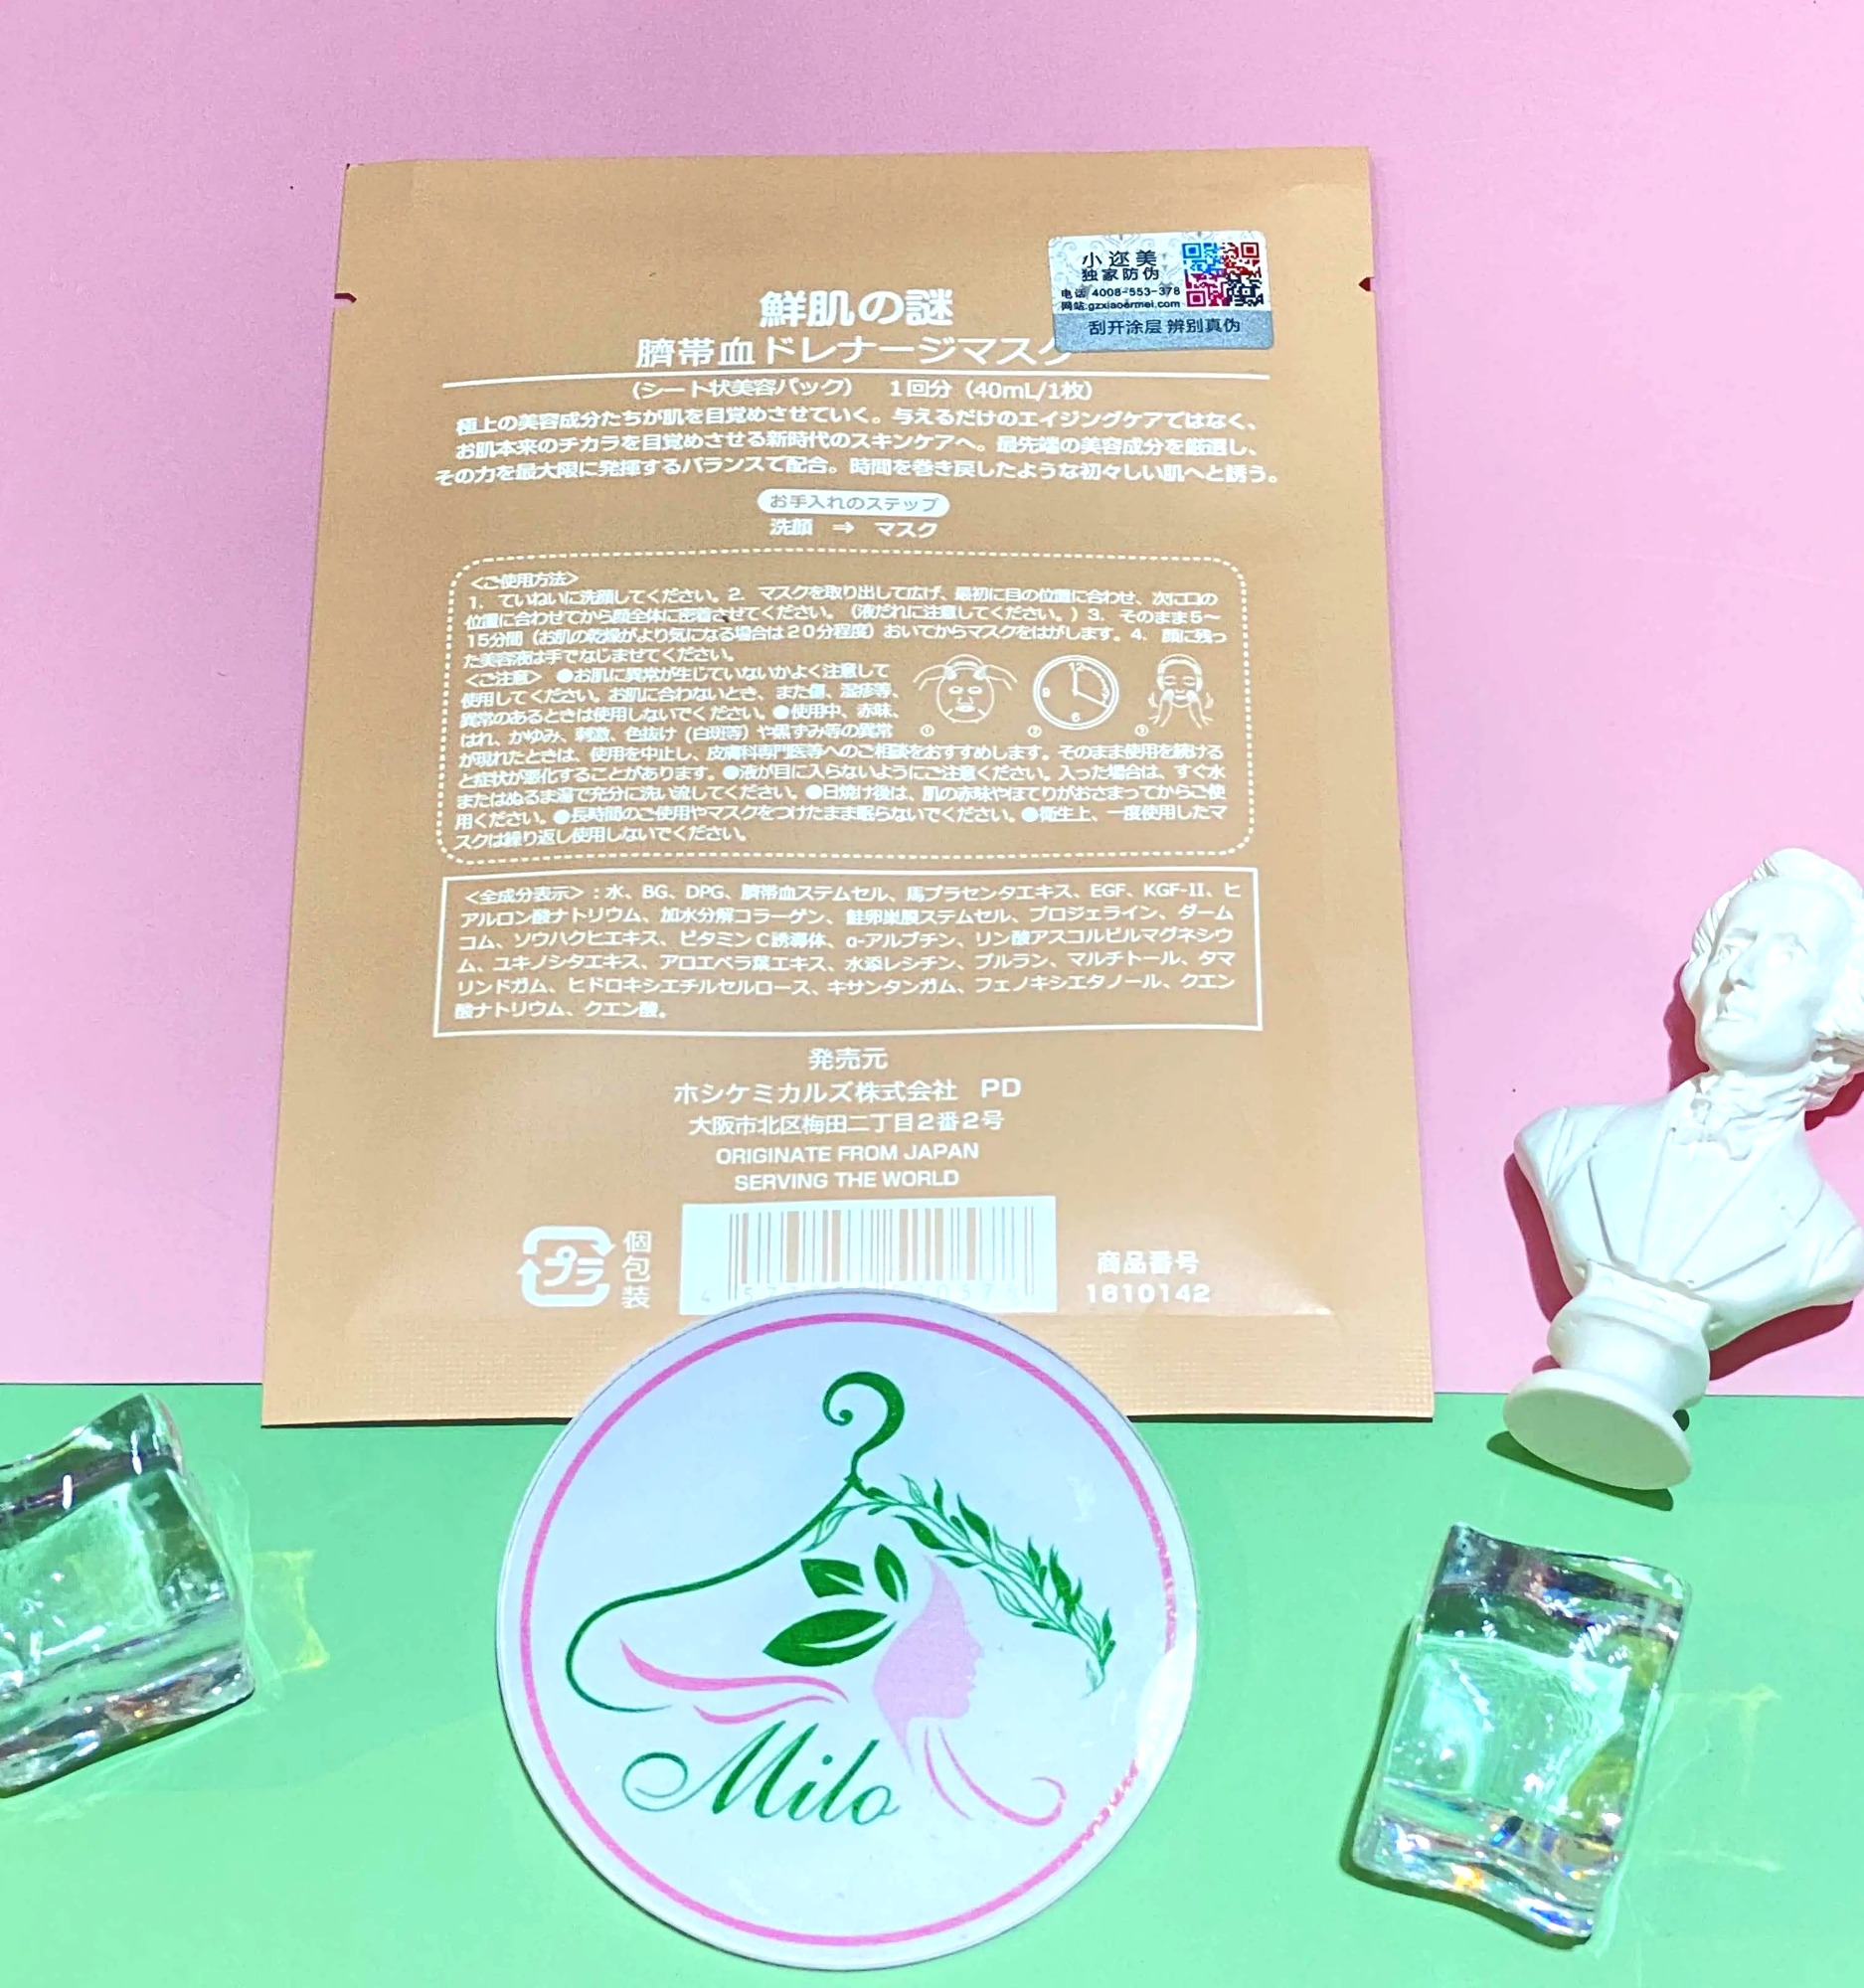 小迩美
独家防伪
电话 4008-553-378
网站:gzxiaoermei.com
刮开涂层 辨别真伪
鮮肌の謎
臍帯血ドレナージマスク
（シート状美容パック） 1回分（40mL/1枚）
極上の美容成分たちが肌を目覚めさせていく。与えるだけのエイジングケアではなく、
お肌本来のチカラを目覚めさせる新時代のスキンケアへ。最先端の美容成分を厳選し、
その力を最大限に発揮するバランスで配合。時間を巻き戻したような初々しい肌へと誘う。
お手入れのステップ
洗顔 ⇒ マスク
＜ご使用方法＞
1. ていねいに洗顔してください。2. マスクを取り出して広げ、最初に目の位置に合わせ、次に口の
位置に合わせてから顔全体に密着させてください。（液だれに注意してください。）3. そのまま5～
15分間（お肌の乾燥がより気になる場合は20分程度）おいてからマスクをはがします。4. 顔に残っ
た美容液は手でなじませてください。
＜ご注意＞ ●お肌に異常が生じていないかよく注意して
使用してください。お肌に合わないとき、また傷、湿疹等、
異常のあるときは使用しないでください。●使用中、赤味、
はれ、かゆみ、刺激、色抜け（白斑等）や黒ずみ等の異常
が現れたときは、使用を中止し、皮膚科専門医等へのご相談をおすすめします。そのまま使用を続ける
と症状が悪化することがあります。●液が目に入らないようにご注意ください。入った場合は、すぐ水
またはぬるま湯で充分に洗い流してください。●日焼け後は、肌の赤味やほてりがおさまってからご使
用ください。●長時間のご使用やマスクをつけたまま眠らないでください。●衛生上、一度使用したマ
スクは繰り返し使用しないでください。
12
3
6
9
① ② ③
＜全成分表示＞：水、BG、DPG、臍帯血ステムセル、馬プラセンタエキス、EGF、KGF-II、ヒ
アルロン酸ナトリウム、加水分解コラーゲン、鮭卵巣膜ステムセル、プロジェライン、ダーム
コム、ソウハクヒエキス、ビタミンC誘導体、α-アルブチン、リン酸アスコルビルマグネシウ
ム、ユキノシタエキス、アロエベラ葉エキス、水添レシチン、プルラン、マルチトール、タマ
リンドガム、ヒドロキシエチルセルロース、キサンタンガム、フェノキシエタノール、クエン
酸ナトリウム、クエン酸。
発売元
ホシケミカルズ株式会社 PD
大阪市北区梅田二丁目2番2号
ORIGINATE FROM JAPAN
SERVING THE WORLD
プラ
個包装
商品番号
1610142
Milo